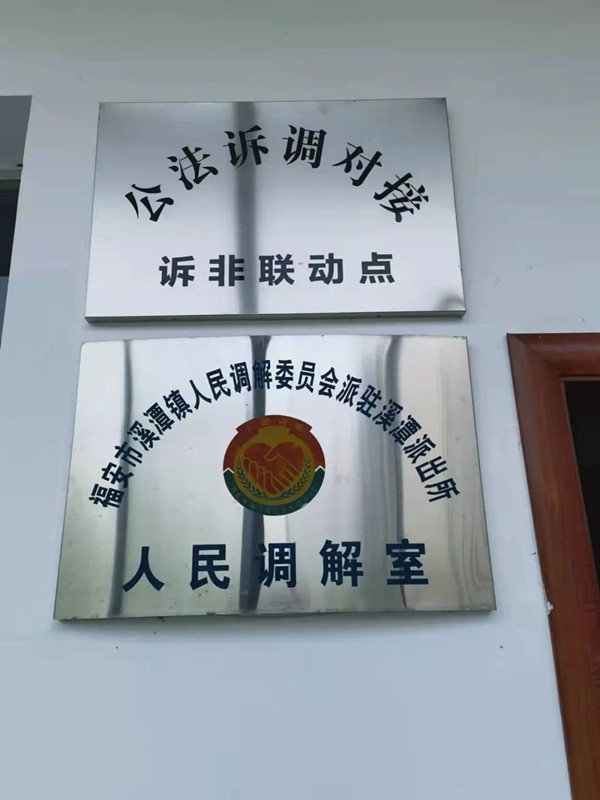 公法诉调对接
诉非联动点
福安市溪潭镇人民调解委员会派驻溪潭派出所
人民调解室